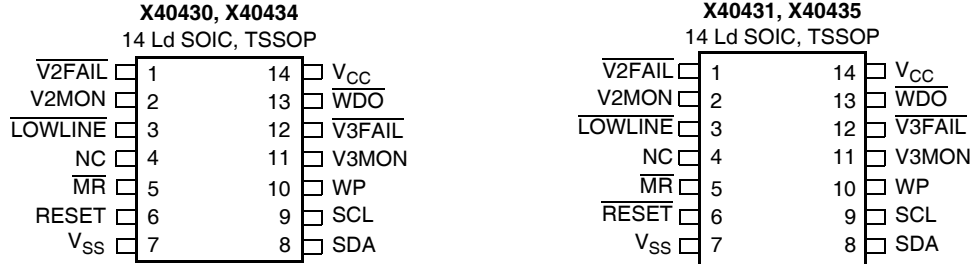 X40430, X40434
14 Ld SOIC, TSSOP
V2FAIL 1 14 VCC
V2MON 2 13 WDO
LOWLINE 3 12 V3FAIL
NC 4 11 V3MON
MR 5 10 WP
RESET 6 9 SCL
VSS 7 8 SDA
X40431, X40435
14 Ld SOIC, TSSOP
V2FAIL 1 14 VCC
V2MON 2 13 WDO
LOWLINE 3 12 V3FAIL
NC 4 11 V3MON
MR 5 10 WP
RESET 6 9 SCL
VSS 7 8 SDA